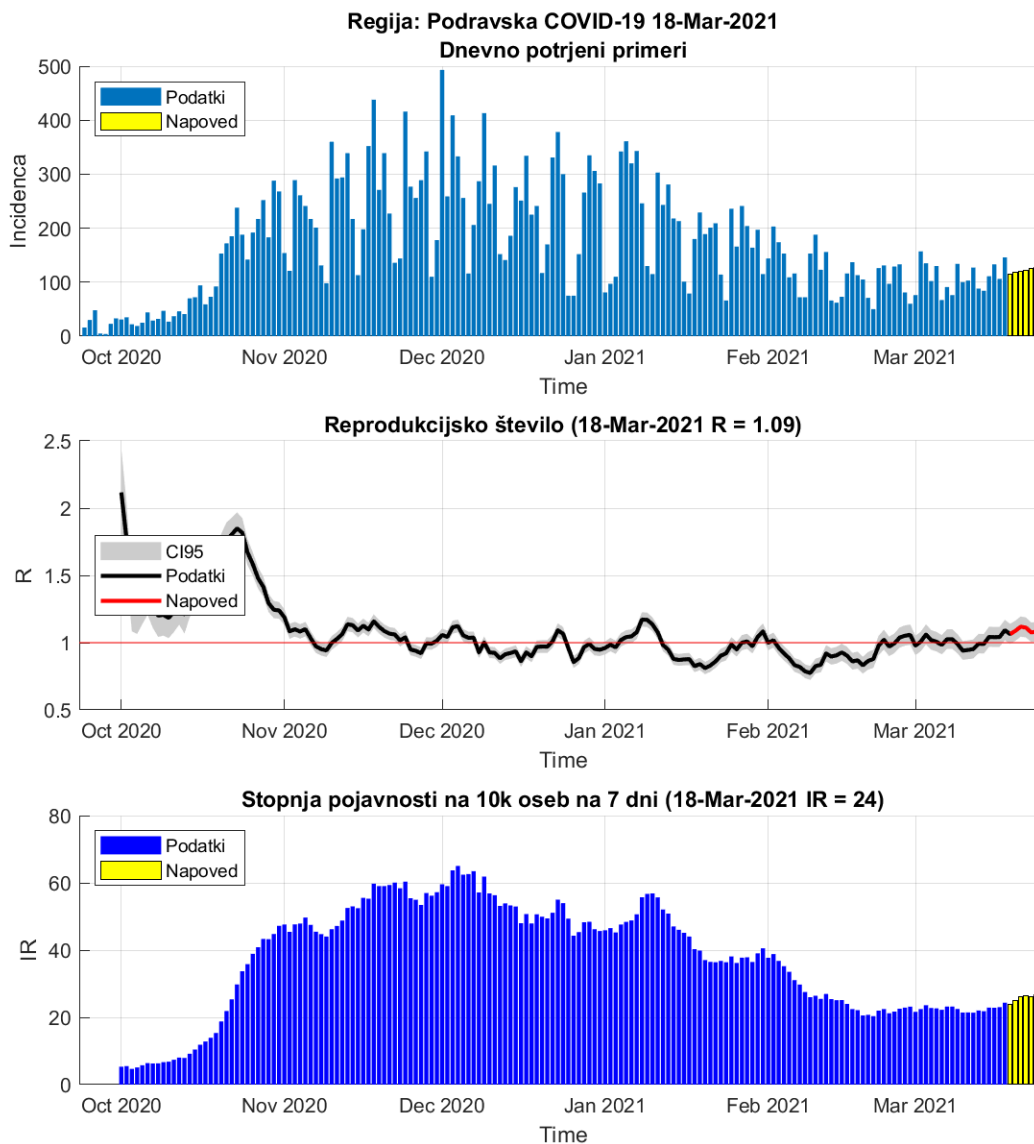 Regija: Podravska COVID-19 18-Mar-2021
Dnevno potrjeni primeri
500
400
300
200
100
0
Incidenca
Podatki
Napoved
Oct 2020 Nov 2020 Dec 2020 Jan 2021 Feb 2021 Mar 2021
Time
Reprodukcijsko število (18-Mar-2021 R = 1.09)
2.5
2
1.5
1
0.5
R
CI95
Podatki
Napoved
Oct 2020 Nov 2020 Dec 2020 Jan 2021 Feb 2021 Mar 2021
Time
Stopnja pojavnosti na 10k oseb na 7 dni (18-Mar-2021 IR = 24)
80
60
40
20
0
IR
Podatki
Napoved
Oct 2020 Nov 2020 Dec 2020 Jan 2021 Feb 2021 Mar 2021
Time